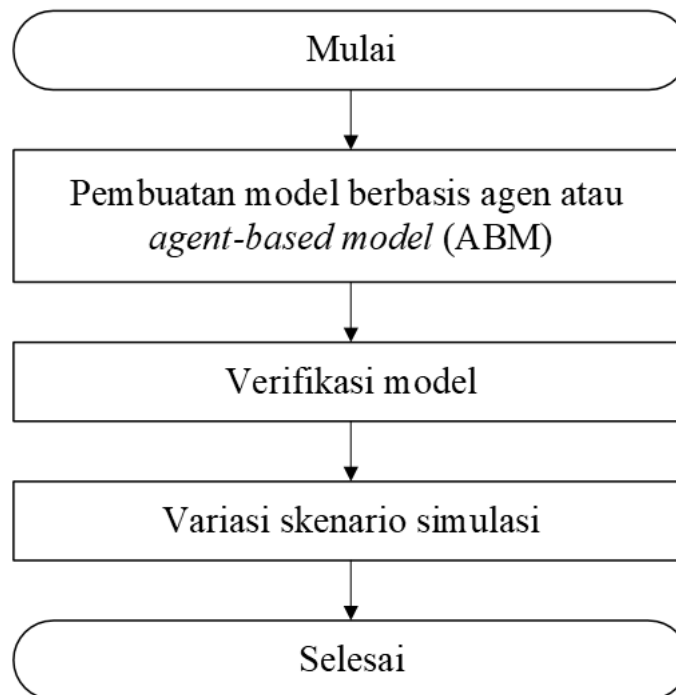 Mulai
Pembuatan model berbasis agen atau
agent-based model (ABM)
Verifikasi model
Variasi skenario simulasi
Selesai